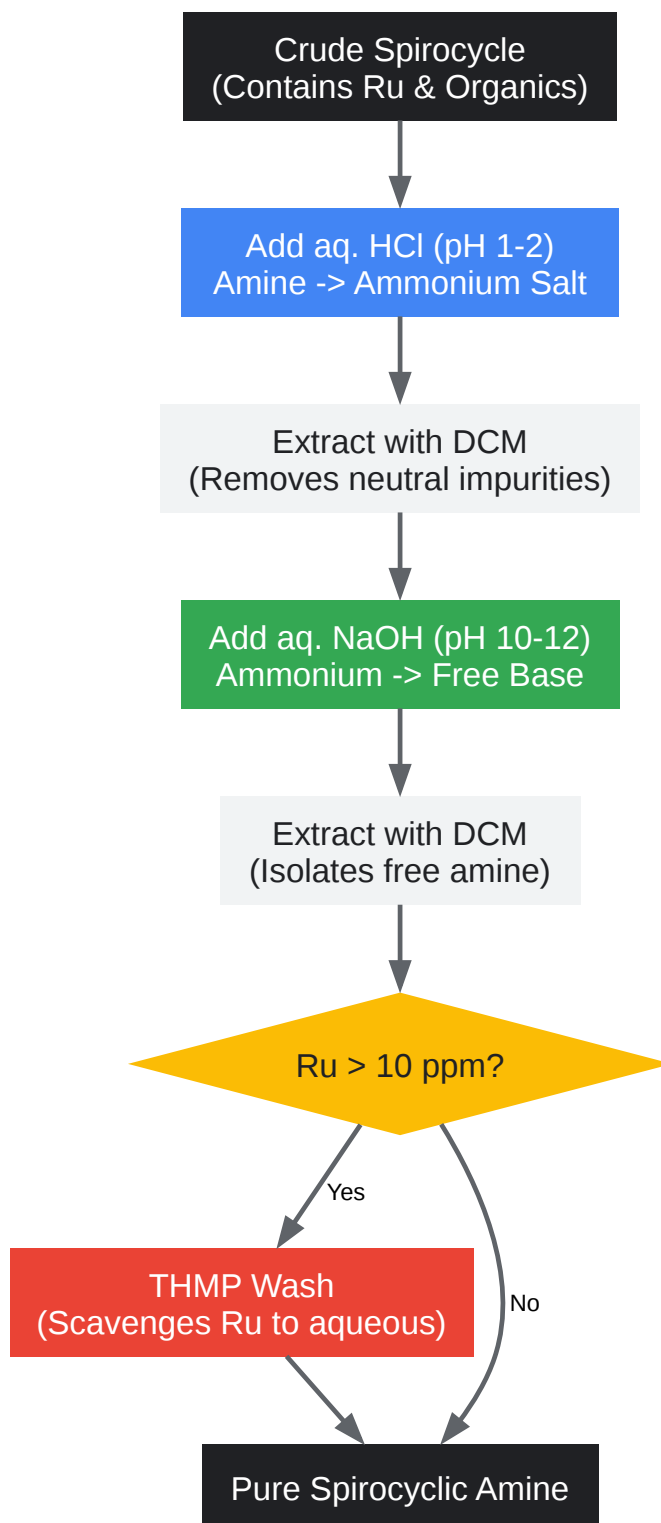 Crude Spirocycle
(Contains Ru & Organics)
Add aq. HCl (pH 1-2)
Amine -> Ammonium Salt
Extract with DCM
(Removes neutral impurities)
Add aq. NaOH (pH 10-12)
Ammonium -> Free Base
Extract with DCM
(Isolates free amine)
Ru > 10 ppm?
Yes
THMP Wash
(Scavenges Ru to aqueous)
No
Pure Spirocyclic Amine